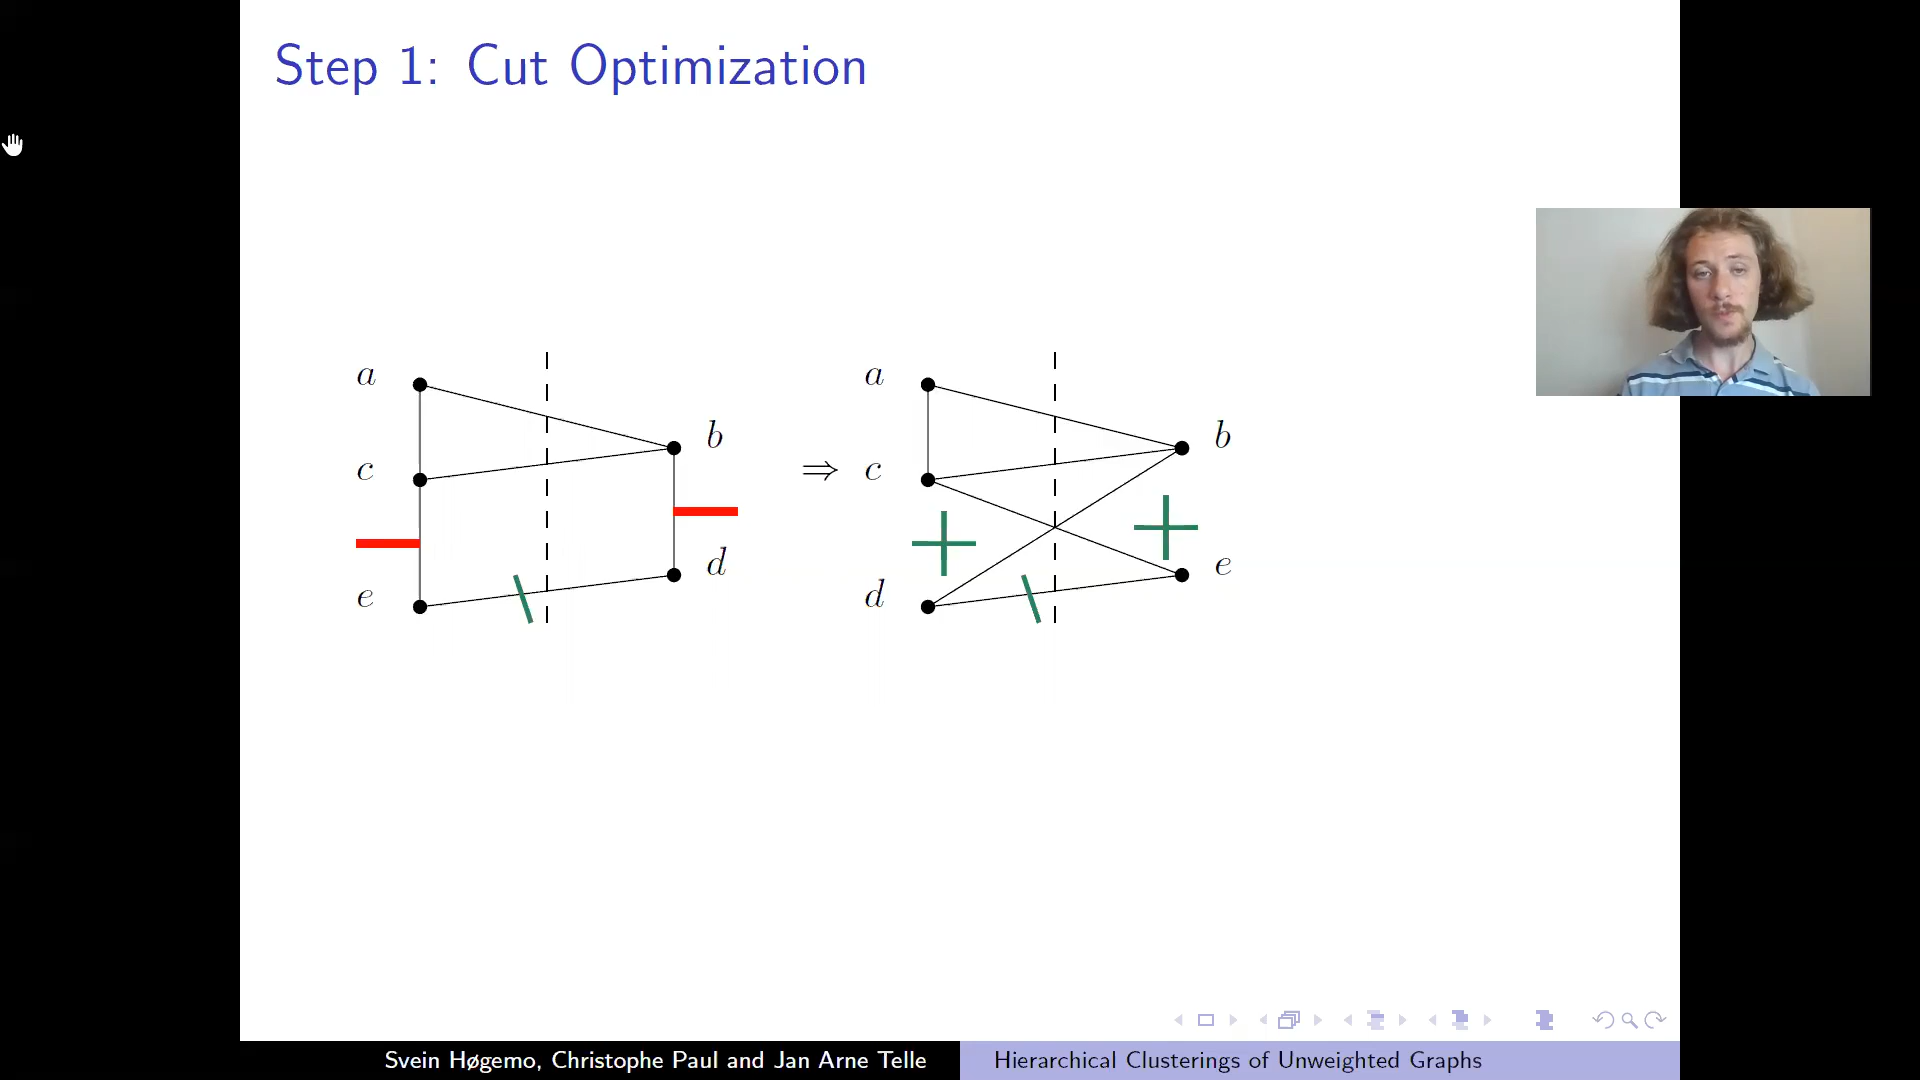 Step 1: Cut Optimization
a
b
c
d
e
⇒
a
b
c
e
d
Svein Høgemo, Christophe Paul and Jan Arne Telle
Hierarchical Clusterings of Unweighted Graphs